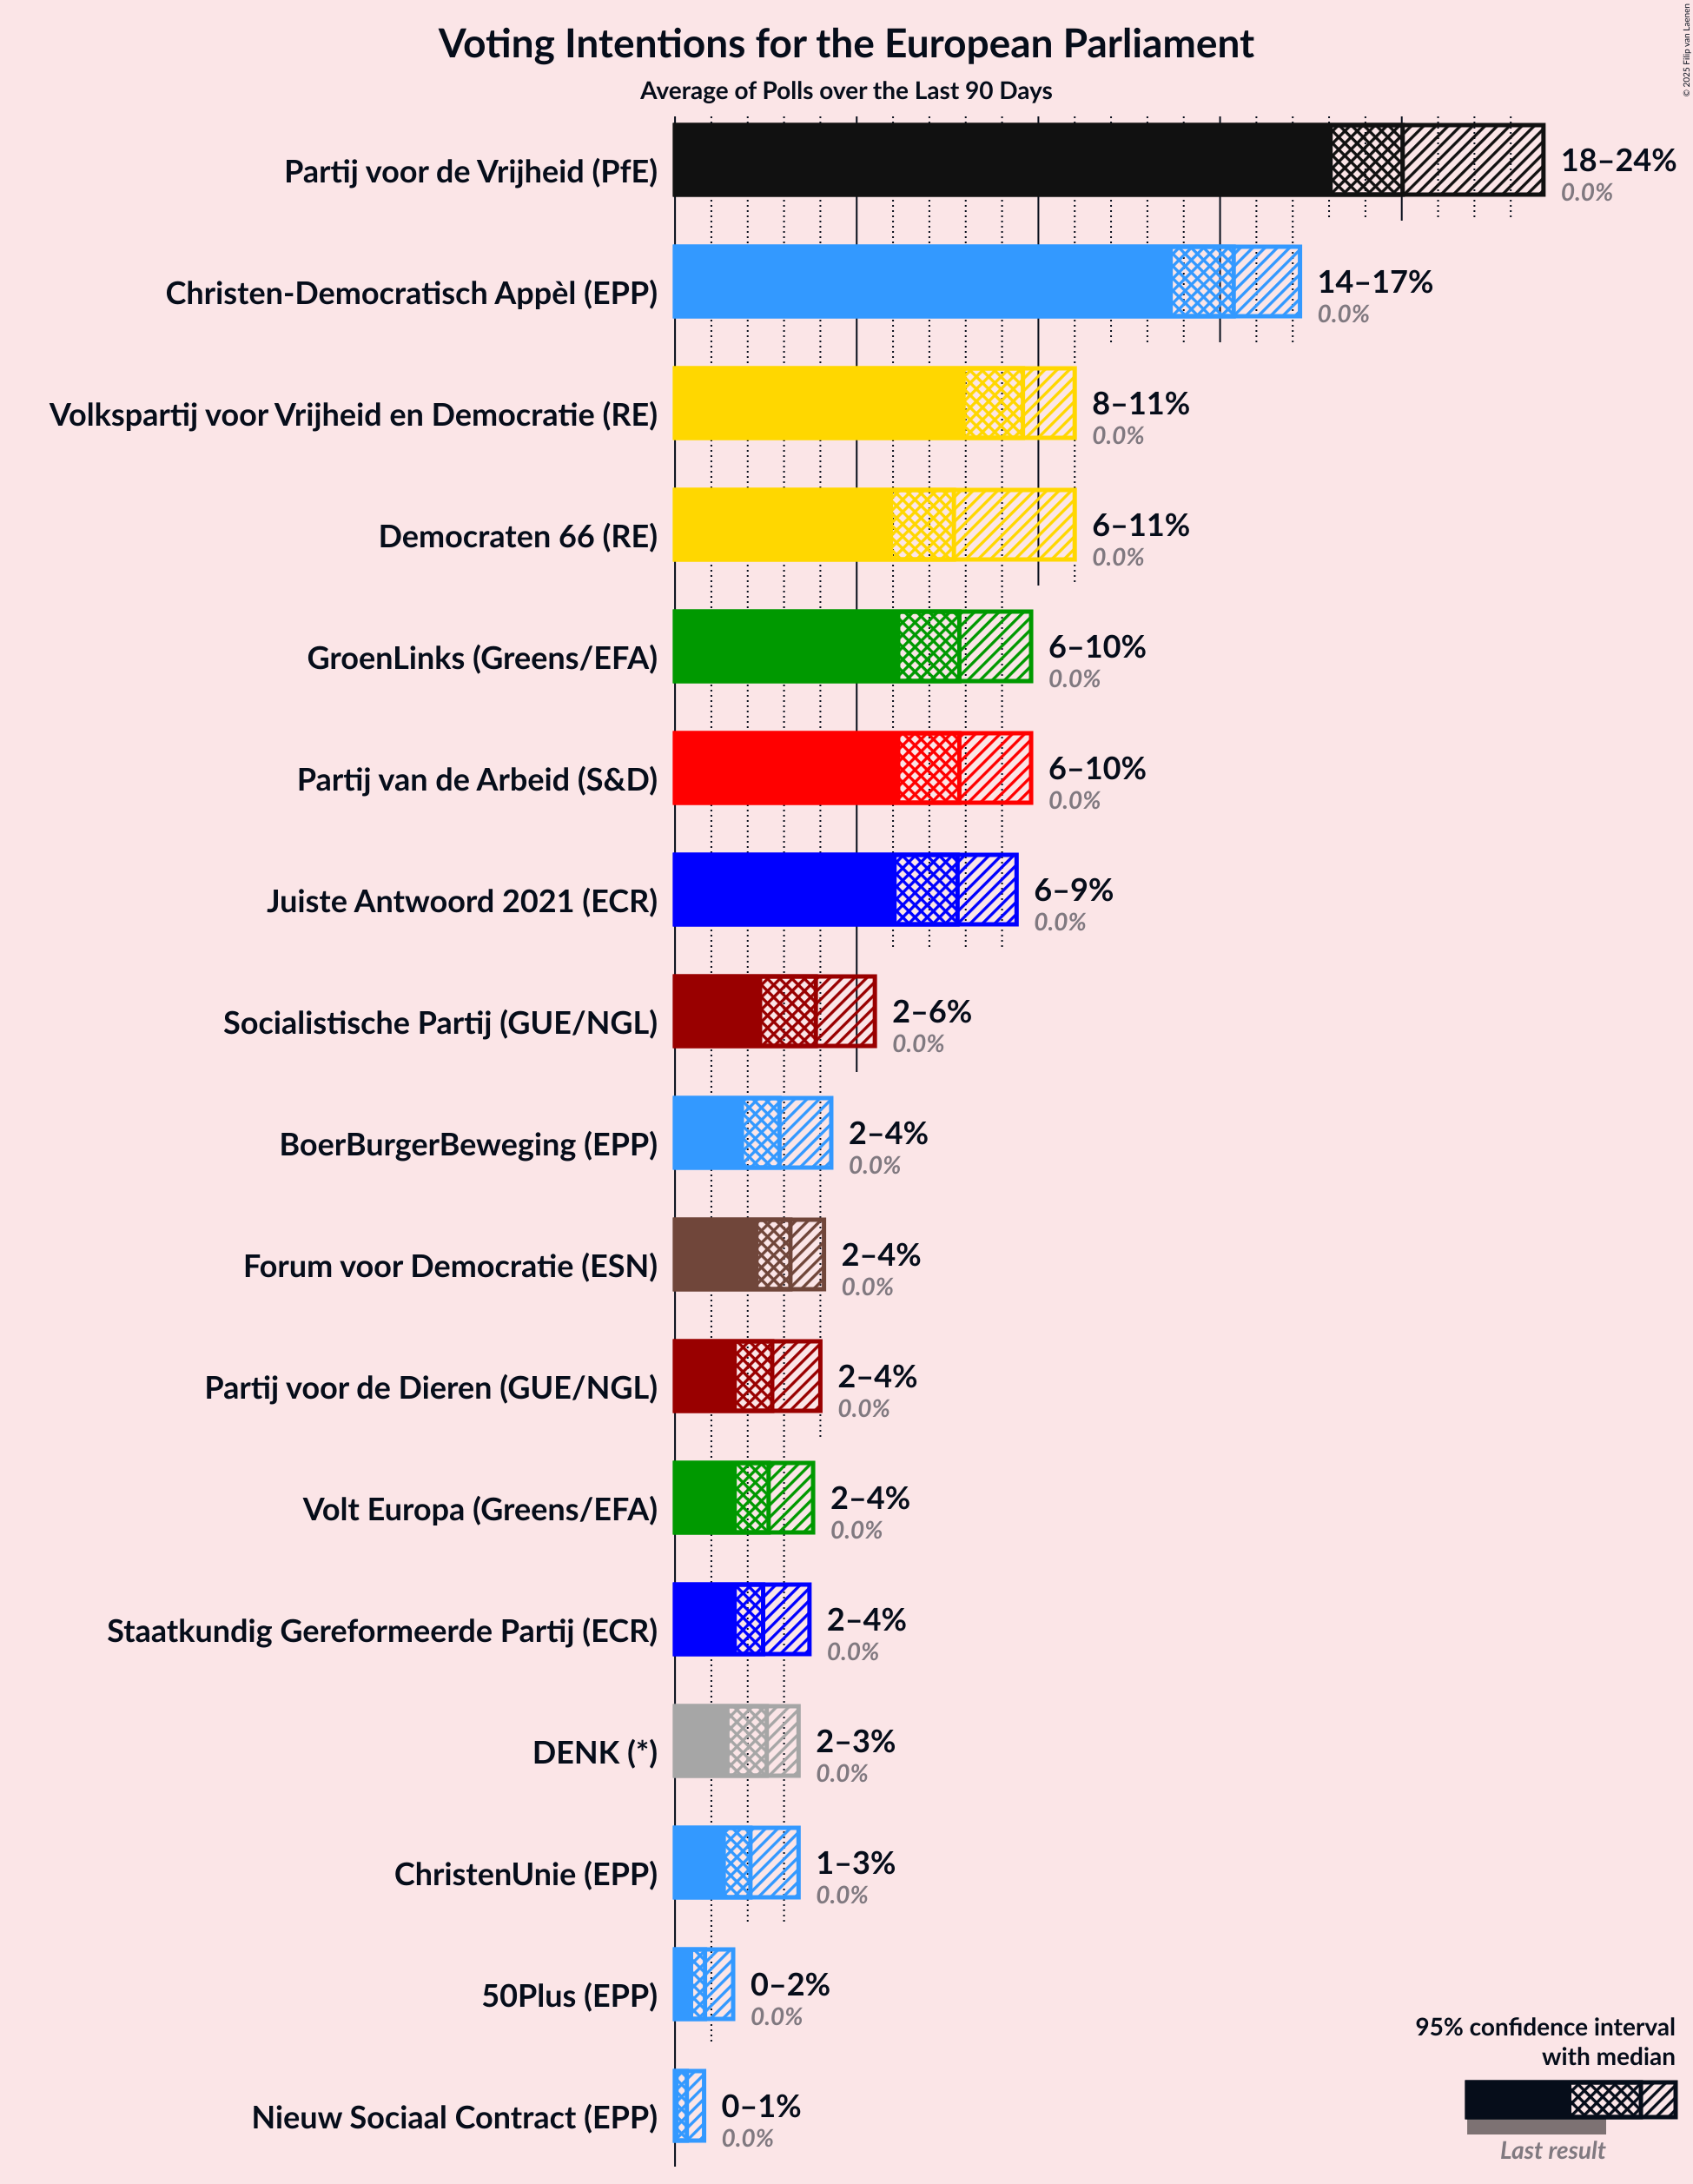 Voting Intentions for the European Parliament
Average of Polls over the Last 90 Days
© 2025 Filip van Laenen
Partij voor de Vrijheid (PfE)
18–24%
0.0%
Christen-Democratisch Appèl (EPP)
14–17%
0.0%
Volkspartij voor Vrijheid en Democratie (RE)
8–11%
0.0%
Democraten 66 (RE)
6–11%
0.0%
GroenLinks (Greens/EFA)
6–10%
0.0%
Partij van de Arbeid (S&D)
6–10%
0.0%
Juiste Antwoord 2021 (ECR)
6–9%
0.0%
Socialistische Partij (GUE/NGL)
2–6%
0.0%
BoerBurgerBeweging (EPP)
2–4%
0.0%
Forum voor Democratie (ESN)
2–4%
0.0%
Partij voor de Dieren (GUE/NGL)
2–4%
0.0%
Volt Europa (Greens/EFA)
2–4%
0.0%
Staatkundig Gereformeerde Partij (ECR)
2–4%
0.0%
DENK (*)
2–3%
0.0%
ChristenUnie (EPP)
1–3%
0.0%
50Plus (EPP)
0–2%
0.0%
Nieuw Sociaal Contract (EPP)
0–1%
0.0%
95% confidence interval
with median
Last result